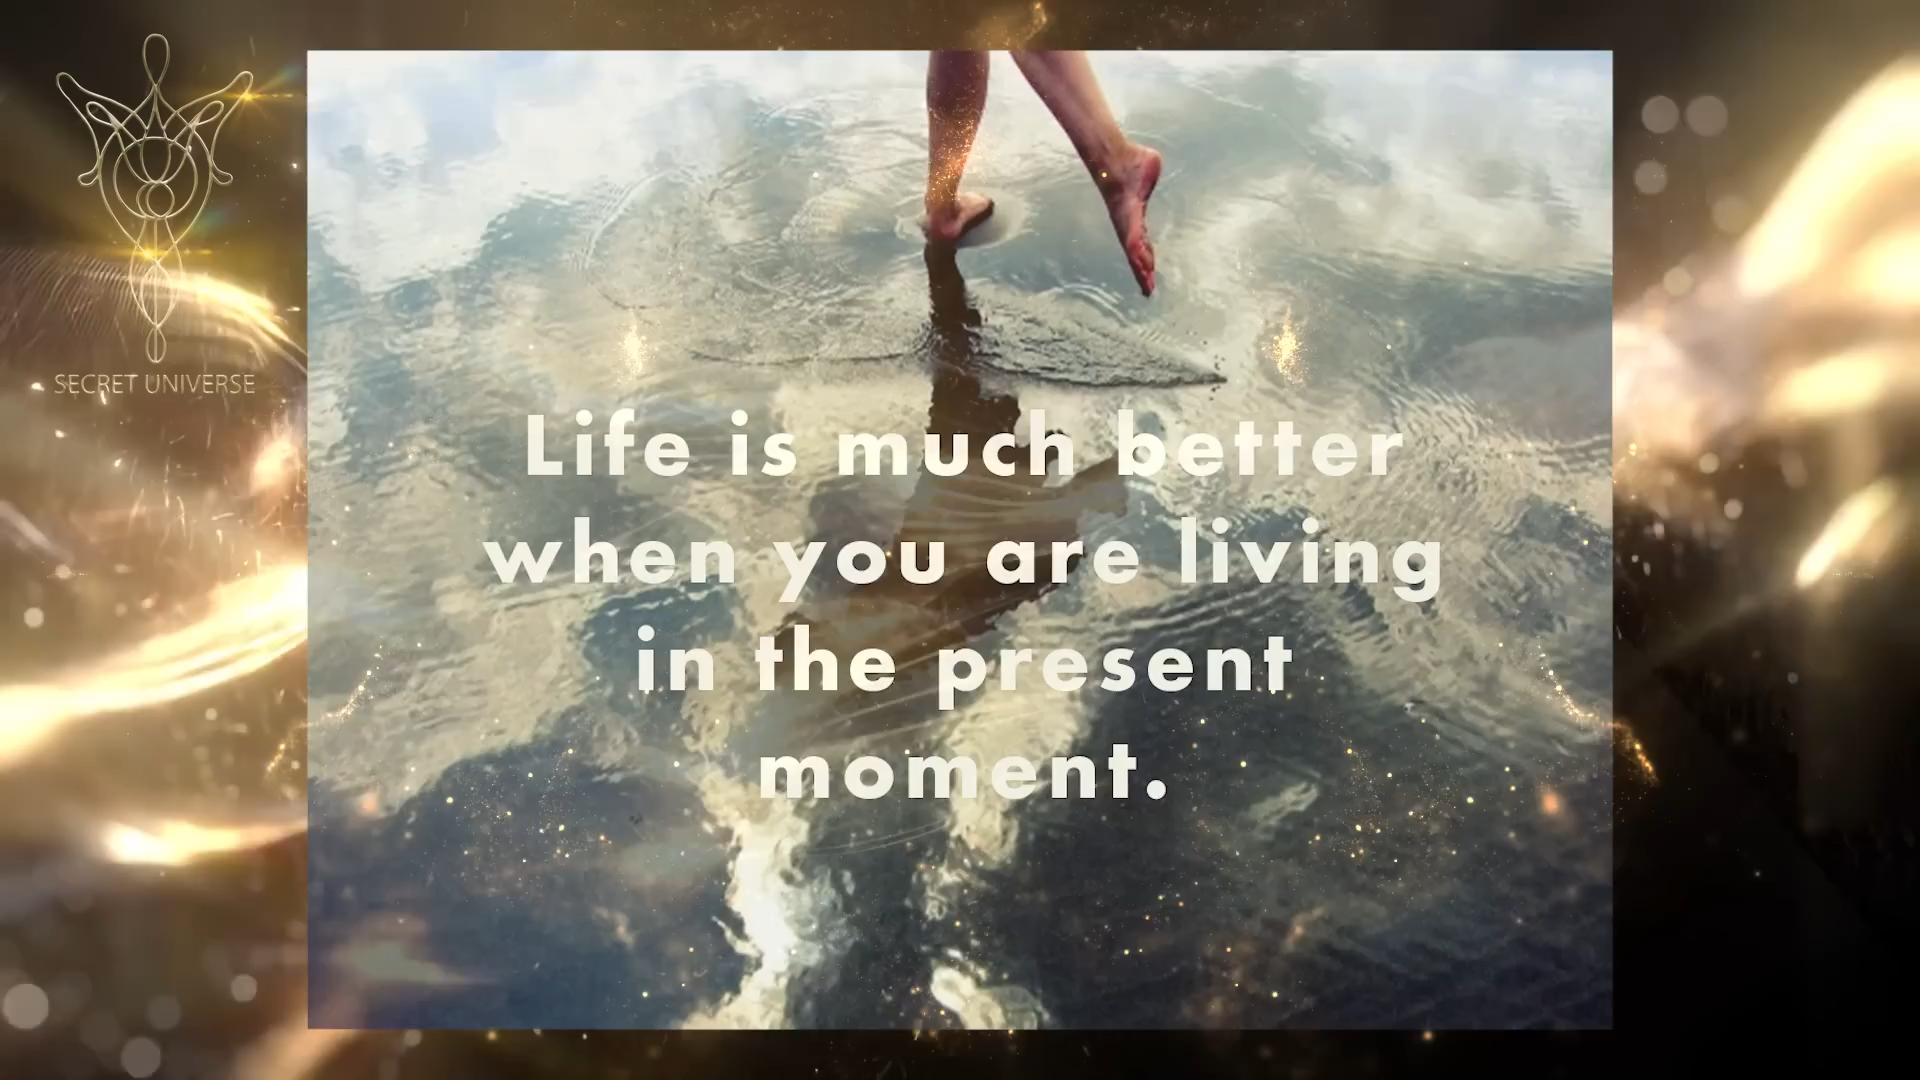 SECRET UNIVERSE
Life is much better
when you are living
in the present
moment.